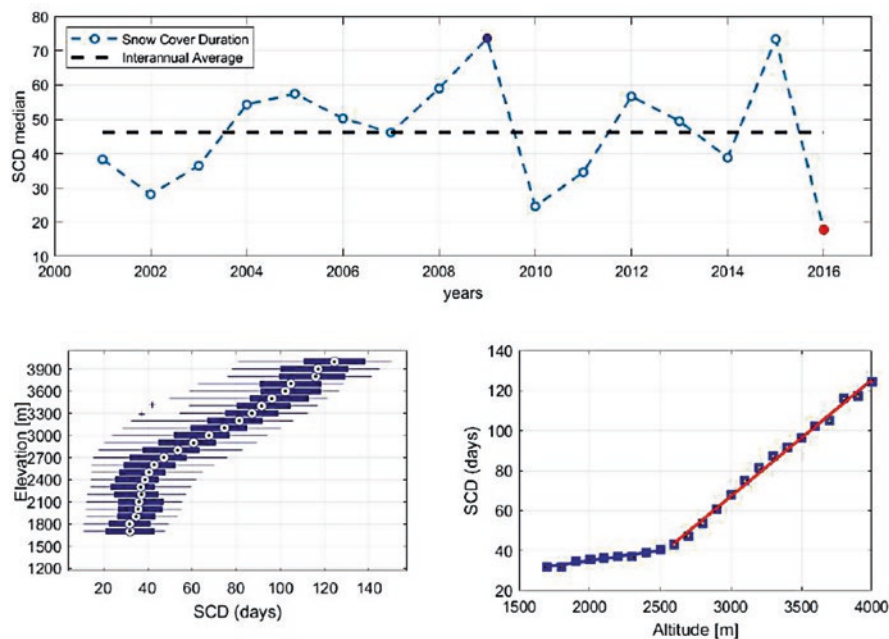 80
70
60
50
40
30
20
10
SCD median
Snow Cover Duration
Interannual Average
2000 2002 2004 2006 2008 2010 2012 2014 2016
years
3900
3600
3300
3000
2700
2400
2100
1800
1500
1200
Elevation [m]
20 40 60 80 100 120 140
SCD (days)
140
120
100
80
60
40
20
SCD (days)
1500 2000 2500 3000 3500 4000
Altitude [m]